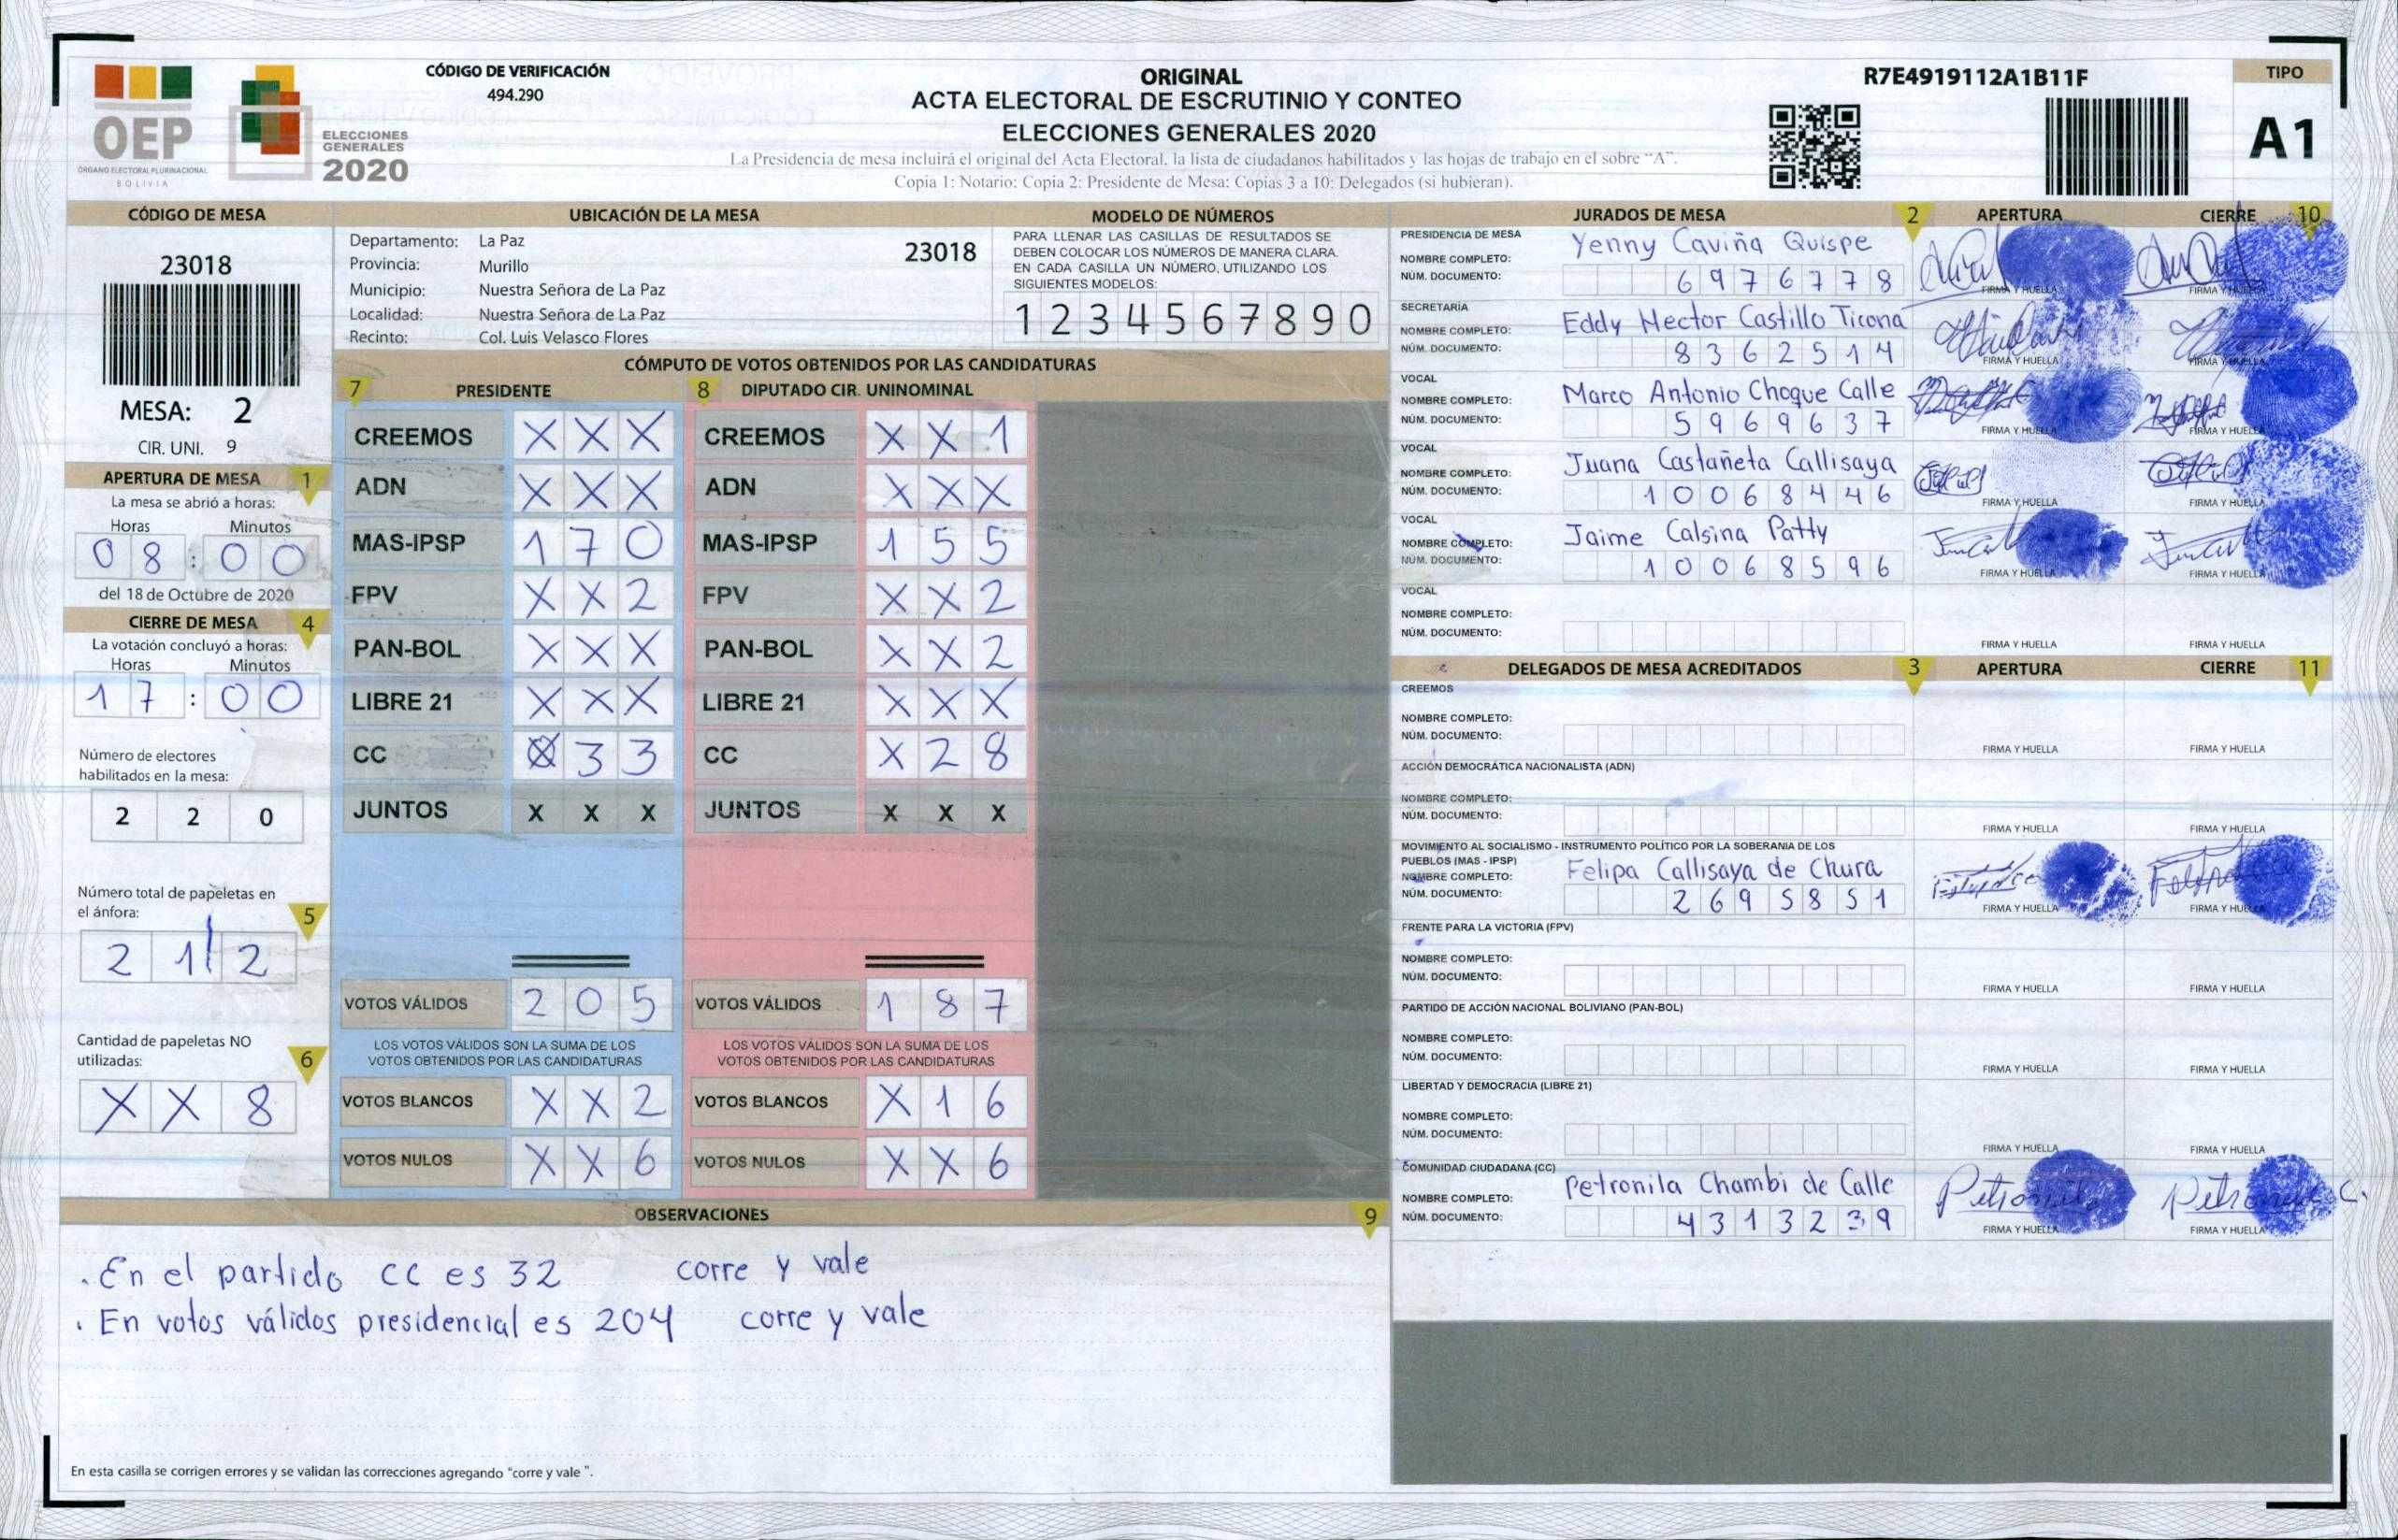 OEP
ÓRGANO ELECTORAL PLURINACIONAL
BOLIVIA
ELECCIONES
GENERALES
2020
CÓDIGO DE VERIFICACIÓN
494.290
ORIGINAL
ACTA ELECTORAL DE ESCRUTINIO Y CONTEO
ELECCIONES GENERALES 2020
La Presidencia de mesa incluirá el original del Acta Electoral, la lista de ciudadanos habilitados y las hojas de trabajo en el sobre "A".
Copia 1: Notario; Copia 2: Presidente de Mesa; Copias 3 a 10: Delegados (si hubieran).
R7E4919112A1B11F
TIPO
A1
CÓDIGO DE MESA
23018
MESA: 2
CIR. UNI. 9
APERTURA DE MESA 1
La mesa se abrió a horas:
Horas Minutos
08:00
del 18 de Octubre de 2020
CIERRE DE MESA 4
La votación concluyó a horas:
Horas Minutos
17:00
Número de electores
habilitados en la mesa:
2 2 0
Número total de papeletas en
el ánfora: 5
2 1 2
Cantidad de papeletas NO
utilizadas: 6
X X 8
UBICACIÓN DE LA MESA
Departamento: La Paz 23018
Provincia: Murillo
Municipio: Nuestra Señora de La Paz
Localidad: Nuestra Señora de La Paz
Recinto: Col. Luis Velasco Flores
MODELO DE NÚMEROS
PARA LLENAR LAS CASILLAS DE RESULTADOS SE
DEBEN COLOCAR LOS NÚMEROS DE MANERA CLARA.
EN CADA CASILLA UN NÚMERO, UTILIZANDO LOS
SIGUIENTES MODELOS:
1 2 3 4 5 6 7 8 9 0
CÓMPUTO DE VOTOS OBTENIDOS POR LAS CANDIDATURAS
7 PRESIDENTE 8 DIPUTADO CIR. UNINOMINAL
CREEMOS X X X CREEMOS X X 1
ADN X X X ADN X X X
MAS-IPSP 1 7 0 MAS-IPSP 1 5 5
FPV X X 2 FPV X X 2
PAN-BOL X X X PAN-BOL X X 2
LIBRE 21 X X X LIBRE 21 X X X
CC X 3 3 CC X 2 8
JUNTOS X X X JUNTOS X X X
VOTOS VÁLIDOS 2 0 5 VOTOS VÁLIDOS 1 8 7
LOS VOTOS VÁLIDOS SON LA SUMA DE LOS LOS VOTOS VÁLIDOS SON LA SUMA DE LOS
VOTOS OBTENIDOS POR LAS CANDIDATURAS VOTOS OBTENIDOS POR LAS CANDIDATURAS
VOTOS BLANCOS X X 2 VOTOS BLANCOS X 1 6
VOTOS NULOS X X 6 VOTOS NULOS X X 6
OBSERVACIONES 9
. En el partido CC es 32 corre y vale
. En votos válidos presidencial es 204 corre y vale
En esta casilla se corrigen errores y se validan las correcciones agregando "corre y vale ".
JURADOS DE MESA 2 APERTURA CIERRE 10
PRESIDENCIA DE MESA
NOMBRE COMPLETO: Yenny Caviña Quispe
NÚM. DOCUMENTO: 6976778
FIRMA Y HUELLA FIRMA Y HUELLA
SECRETARÍA
NOMBRE COMPLETO: Eddy Hector Castillo Ticona
NÚM. DOCUMENTO: 8362514
FIRMA Y HUELLA FIRMA Y HUELLA
VOCAL
NOMBRE COMPLETO: Marco Antonio Choque Calle
NÚM. DOCUMENTO: 5969637
FIRMA Y HUELLA FIRMA Y HUELLA
VOCAL
NOMBRE COMPLETO: Juana Castañeta Callisaya
NÚM. DOCUMENTO: 10068446
FIRMA Y HUELLA FIRMA Y HUELLA
VOCAL
NOMBRE COMPLETO: Jaime Calsina Patty
NÚM. DOCUMENTO: 10068596
FIRMA Y HUELLA FIRMA Y HUELLA
VOCAL
NOMBRE COMPLETO:
NÚM. DOCUMENTO:
FIRMA Y HUELLA FIRMA Y HUELLA
DELEGADOS DE MESA ACREDITADOS 3 APERTURA CIERRE 11
CREEMOS
NOMBRE COMPLETO:
NÚM. DOCUMENTO:
FIRMA Y HUELLA FIRMA Y HUELLA
ACCIÓN DEMOCRÁTICA NACIONALISTA (ADN)
NOMBRE COMPLETO:
NÚM. DOCUMENTO:
FIRMA Y HUELLA FIRMA Y HUELLA
MOVIMIENTO AL SOCIALISMO - INSTRUMENTO POLÍTICO POR LA SOBERANIA DE LOS
PUEBLOS (MAS - IPSP)
NOMBRE COMPLETO: Felipa Callisaya de Chura
NÚM. DOCUMENTO: 2695851
FIRMA Y HUELLA FIRMA Y HUELLA
FRENTE PARA LA VICTORIA (FPV)
NOMBRE COMPLETO:
NÚM. DOCUMENTO:
FIRMA Y HUELLA FIRMA Y HUELLA
PARTIDO DE ACCIÓN NACIONAL BOLIVIANO (PAN-BOL)
NOMBRE COMPLETO:
NÚM. DOCUMENTO:
FIRMA Y HUELLA FIRMA Y HUELLA
LIBERTAD Y DEMOCRACIA (LIBRE 21)
NOMBRE COMPLETO:
NÚM. DOCUMENTO:
FIRMA Y HUELLA FIRMA Y HUELLA
COMUNIDAD CIUDADANA (CC)
NOMBRE COMPLETO: Petronila Chambi de Calle
NÚM. DOCUMENTO: 4313239
FIRMA Y HUELLA FIRMA Y HUELLA